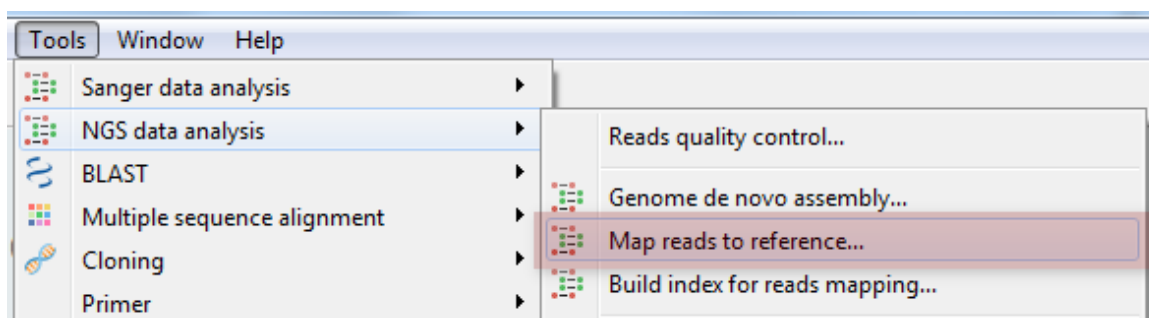 Tools Window Help
Sanger data analysis
NGS data analysis
BLAST
Multiple sequence alignment
Cloning
Primer
Reads quality control...
Genome de novo assembly...
Map reads to reference...
Build index for reads mapping...